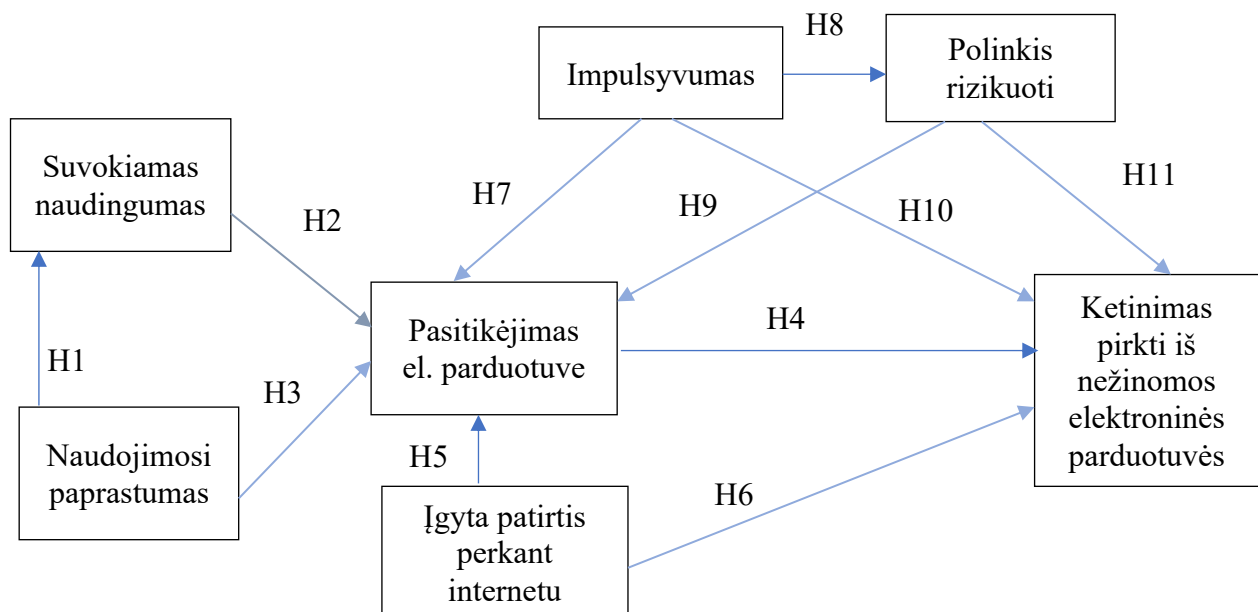 H8
Impulsyvumas
Polinkis
rizikuoti
Suvokiamas
naudingumas
H2
H7
H9
H10
H11
H1
H3
Pasitikėjimas
el. parduotuve
H4
Ketinimas
pirkti iš
nežinomos
elektroninės
parduotuvės
Naudojimosi
paprastumas
H5
H6
Įgyta patirtis
perkant
internetu